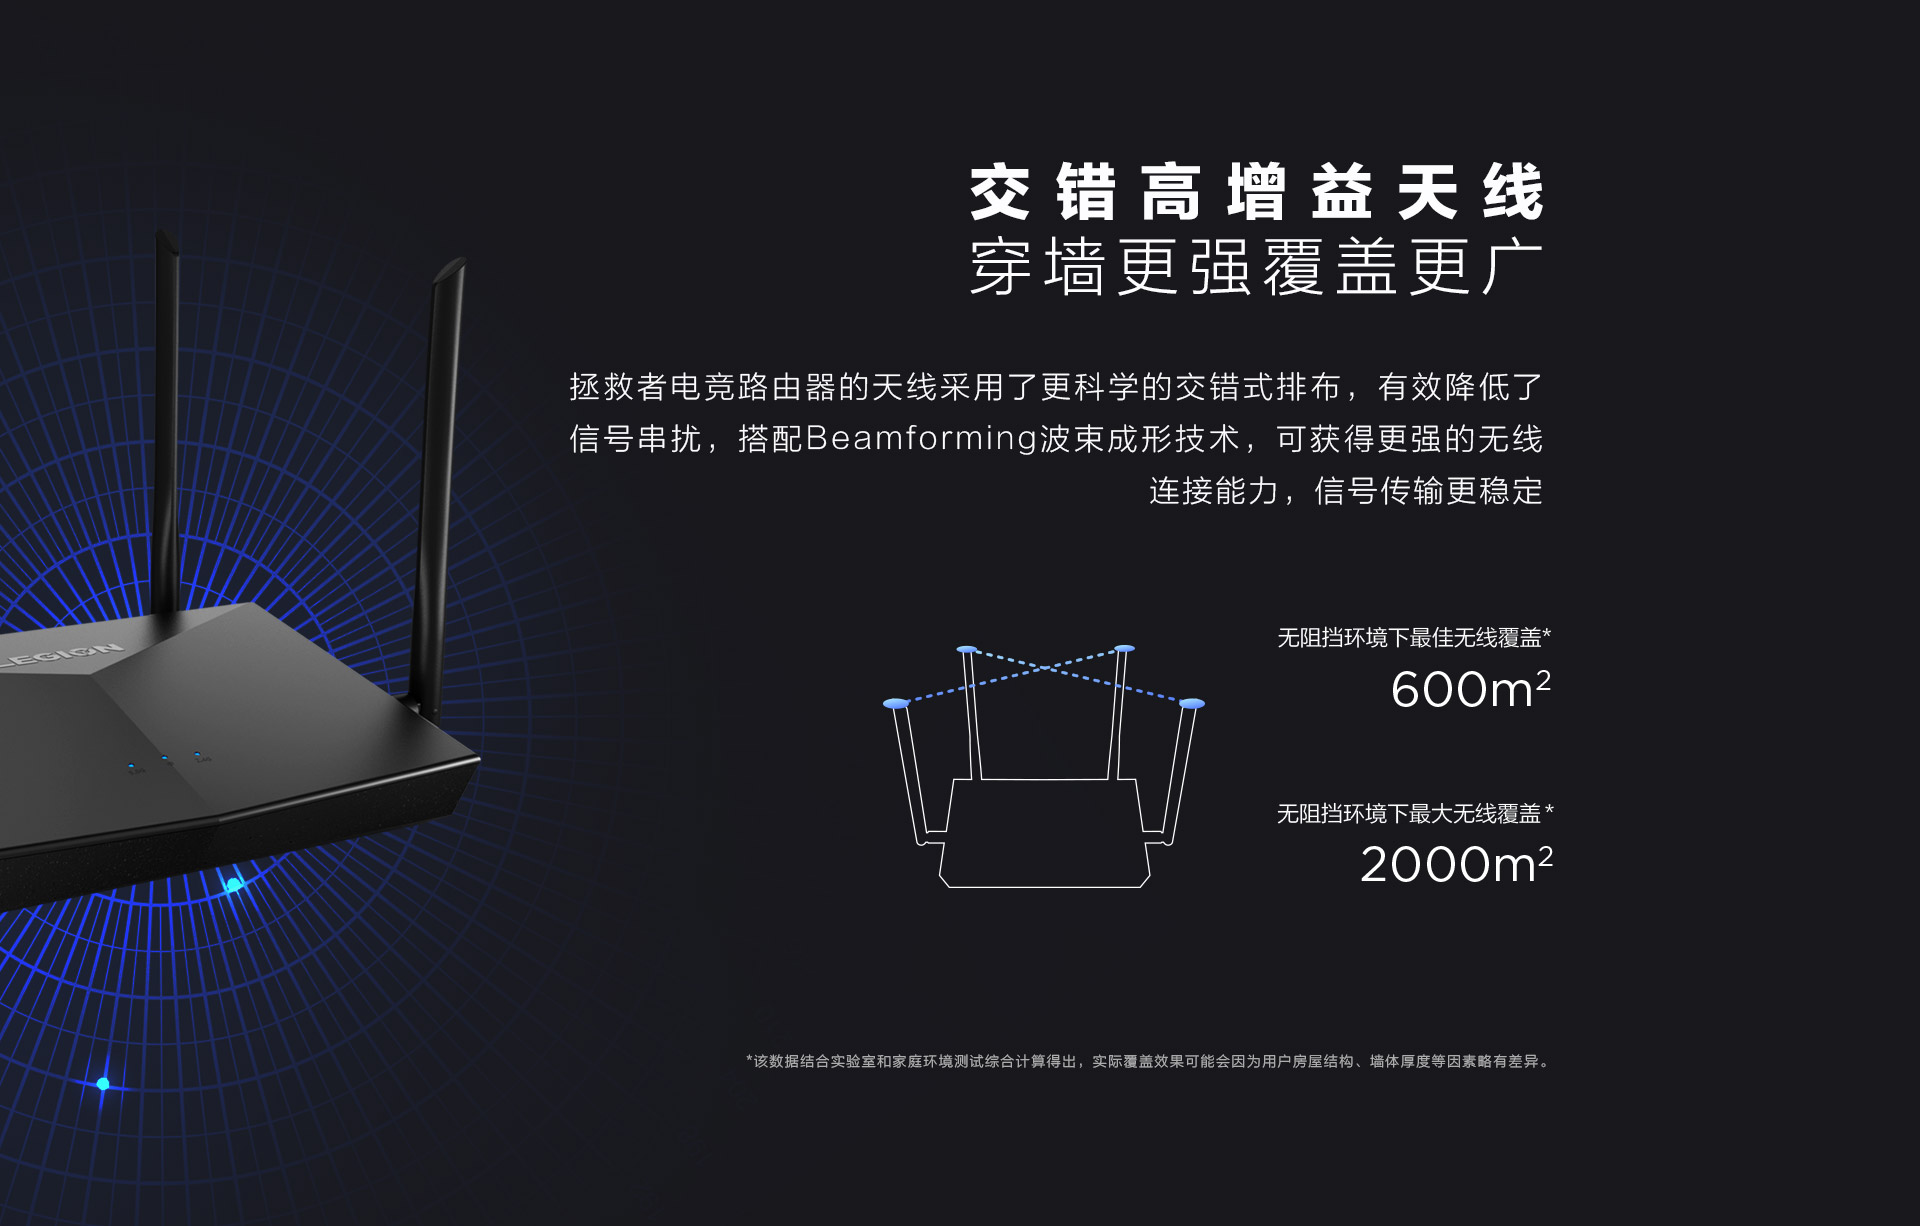 交错高增益天线
穿墙更强覆盖更广
拯救者电竞路由器的天线采用了更科学的交错式排布，有效降低了
信号串扰，搭配Beamforming波束成形技术，可获得更强的无线
连接能力，信号传输更稳定
LEGION
无阻挡环境下最佳无线覆盖*
600m²
无阻挡环境下最大无线覆盖*
2000m²
*该数据结合实验室和家庭环境测试综合计算得出，实际覆盖效果可能会因为用户房屋结构、墙体厚度等因素略有差异。